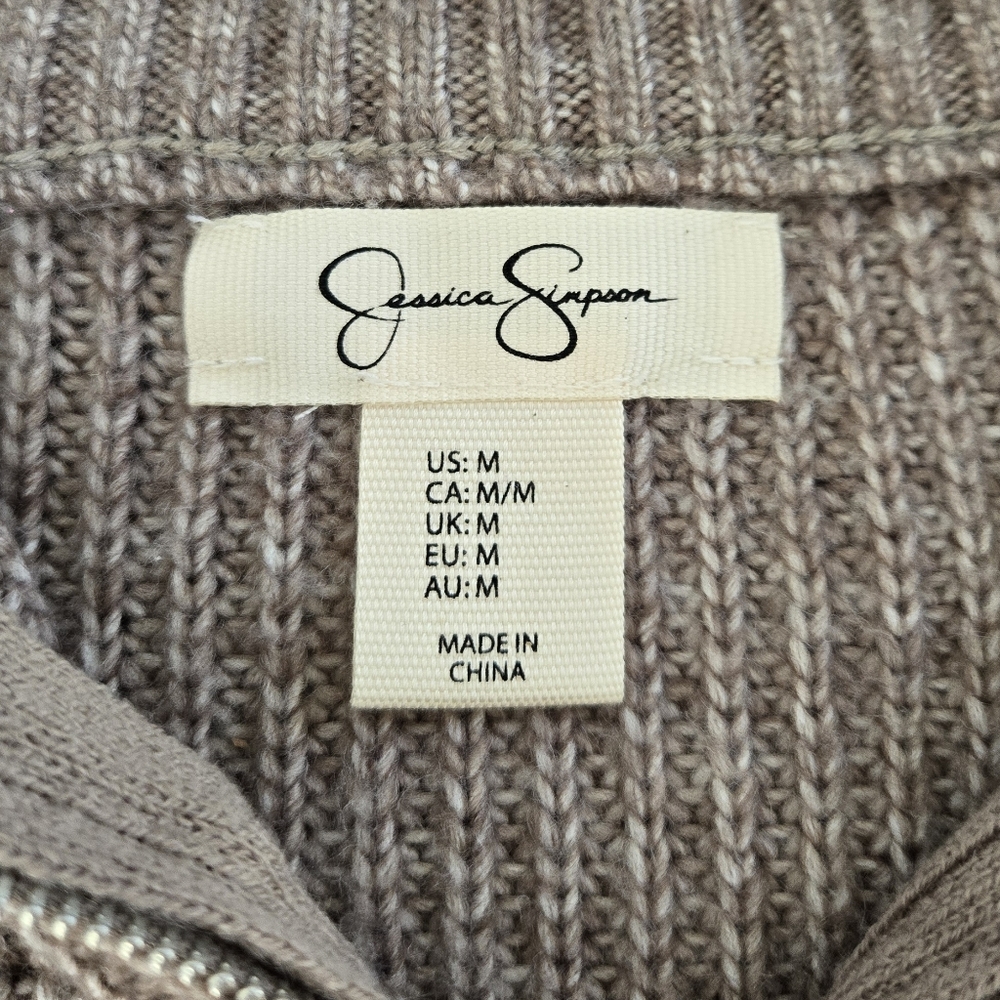 Jessica Simpson
US: M
CA: M/M
UK: M
EU: M
AU: M
MADE IN
CHINA